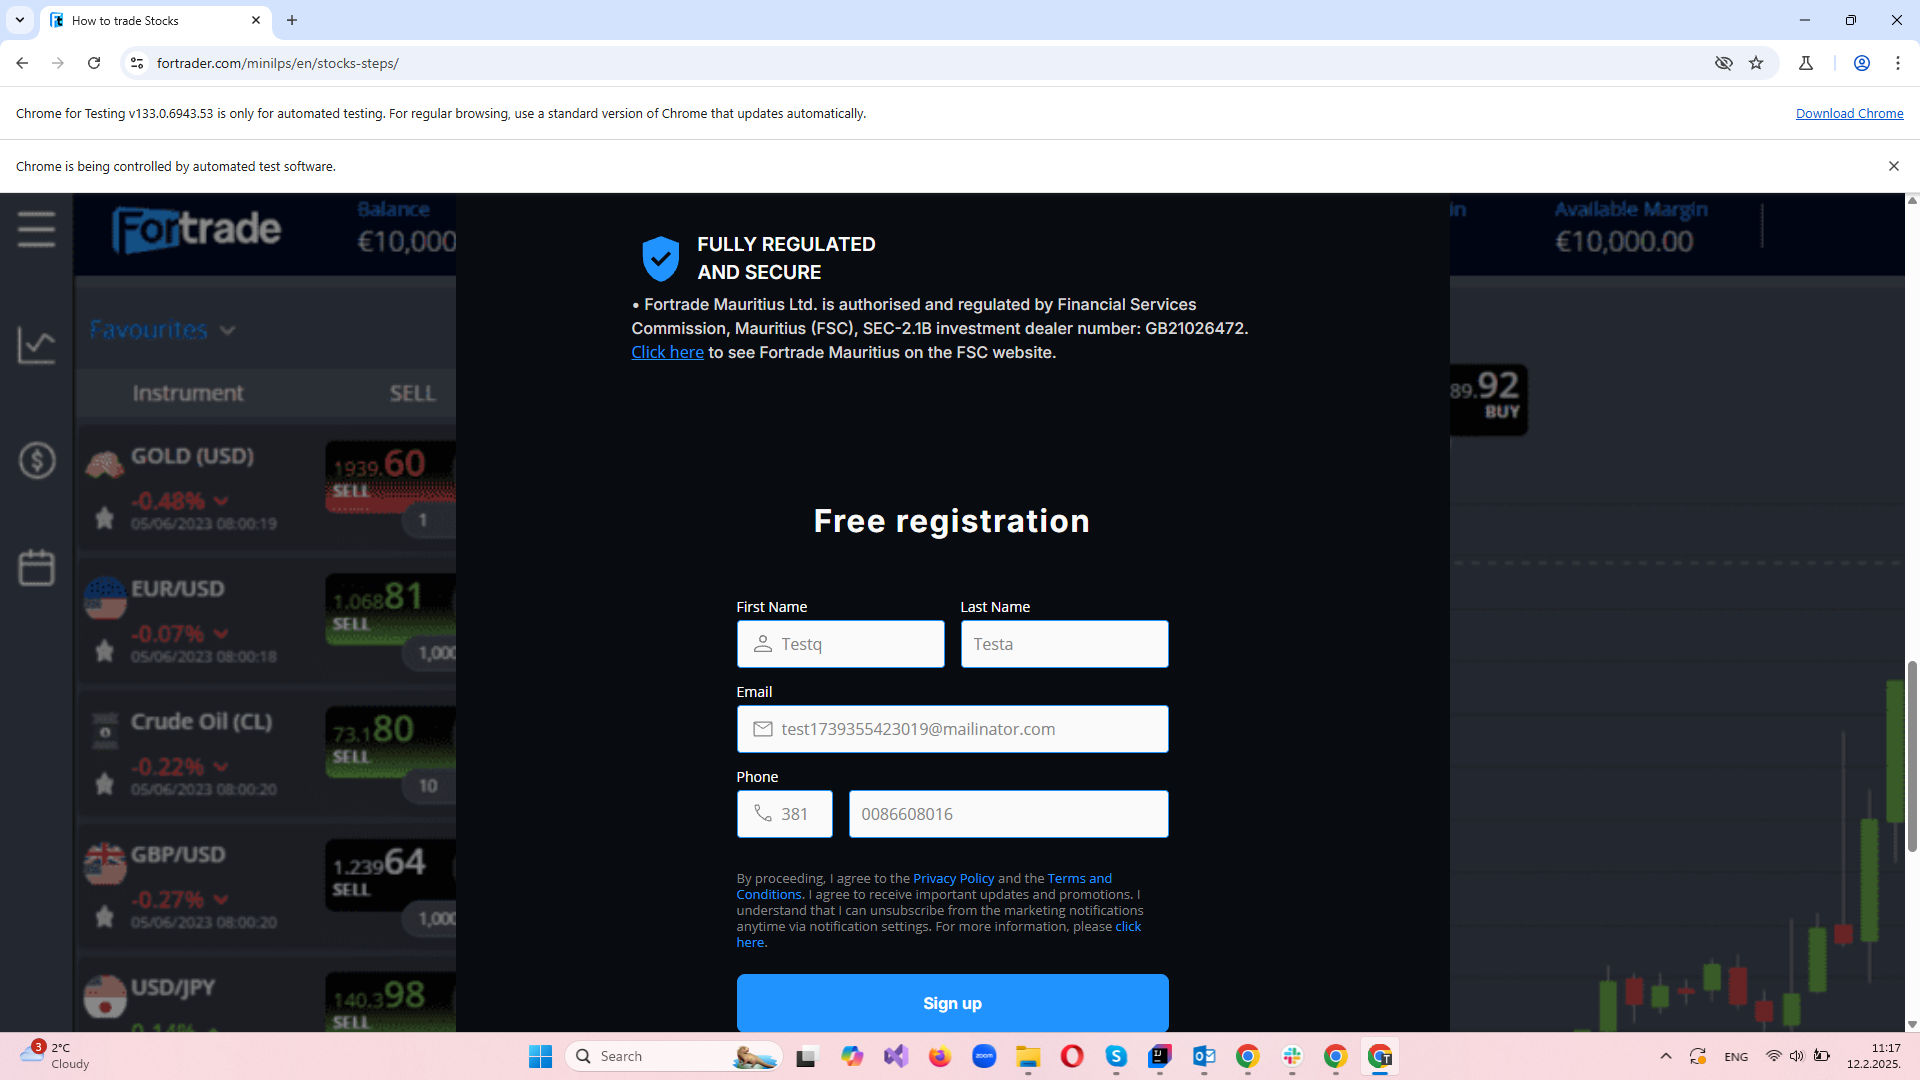 How to trade Stocks
fortrader.com/minilps/en/stocks-steps/
Chrome for Testing v133.0.6943.53 is only for automated testing. For regular browsing, use a standard version of Chrome that updates automatically.
Download Chrome
Chrome is being controlled by automated test software.
Fortrade
Balance
€10,000
in
Available Margin
€10,000.00
FULLY REGULATED
AND SECURE
• Fortrade Mauritius Ltd. is authorised and regulated by Financial Services
Commission, Mauritius (FSC), SEC-2.1B investment dealer number: GB21026472.
Click here to see Fortrade Mauritius on the FSC website.
Favourites
Instrument
SELL
89.92
BUY
GOLD (USD)
1939.60
SELL
-0.48%
05/06/2023 08:00:19
1
Free registration
EUR/USD
1.06881
SELL
-0.07%
05/06/2023 08:00:18
1,000
First Name
Last Name
Testq
Testa
Email
test1739355423019@mailinator.com
Crude Oil (CL)
73.180
SELL
-0.22%
05/06/2023 08:00:20
10
Phone
381
0086608016
GBP/USD
1.23964
SELL
-0.27%
05/06/2023 08:00:20
1,000
By proceeding, I agree to the Privacy Policy and the Terms and
Conditions. I agree to receive important updates and promotions. I
understand that I can unsubscribe from the marketing notifications
anytime via notification settings. For more information, please click
here.
USD/JPY
140.398
SELL
0.14%
Sign up
3
2°C
Cloudy
Search
zoom
ENG
11:17
12.2.2025.